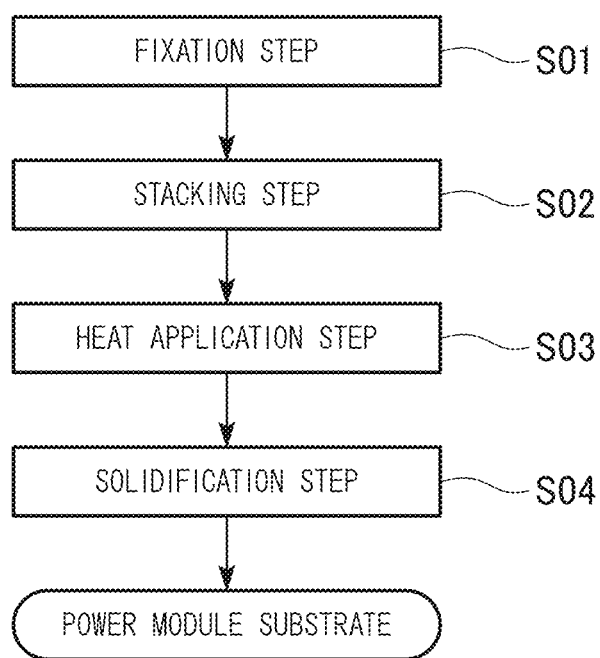 FIXATION STEP
S01
STACKING STEP
S02
HEAT APPLICATION STEP
S03
SOLIDIFICATION STEP
S04
POWER MODULE SUBSTRATE